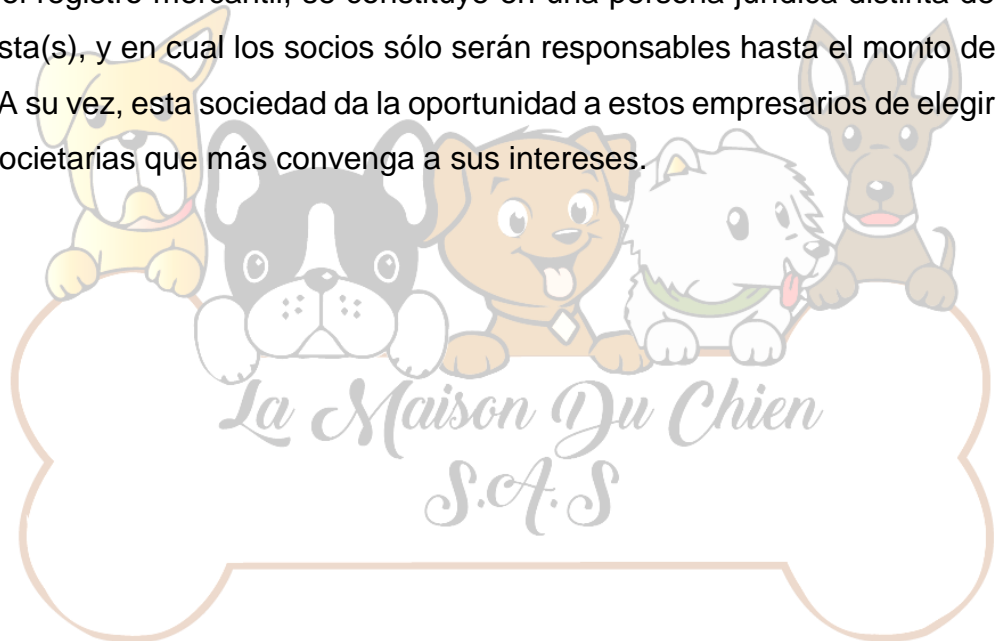 el registro mercantil, se constituye en una persona jurídica distinta de
sta(s), y en cual los socios sólo serán responsables hasta el monto de
A su vez, esta sociedad da la oportunidad a estos empresarios de elegir
ocietarias que más convenga a sus intereses.
La Maison Du Chien
S.A.S